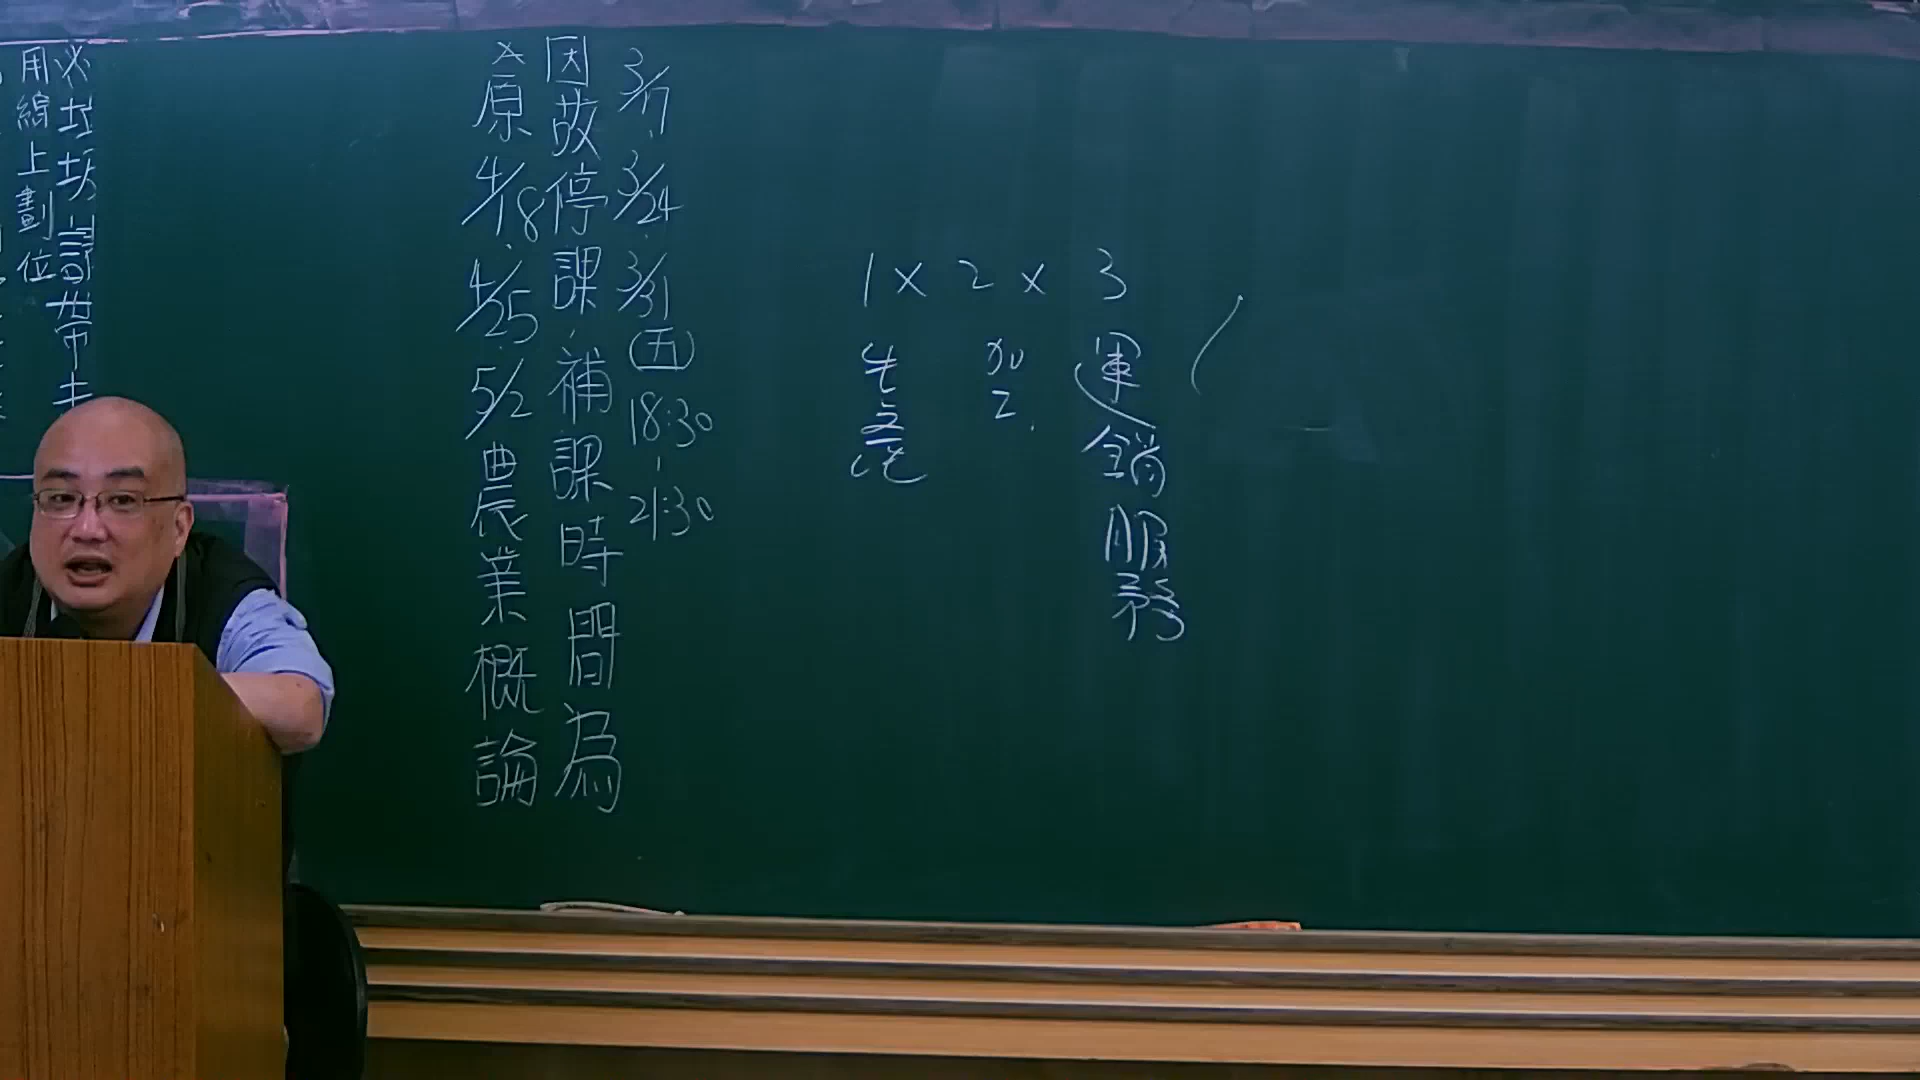 3/17、3/24、3/31(五)18:30-21:30
因故停課,補課時間為
※原4/18、4/25、5/2農業概論
用線上劃位
1 × 2 × 3
生產
加工
運銷服務